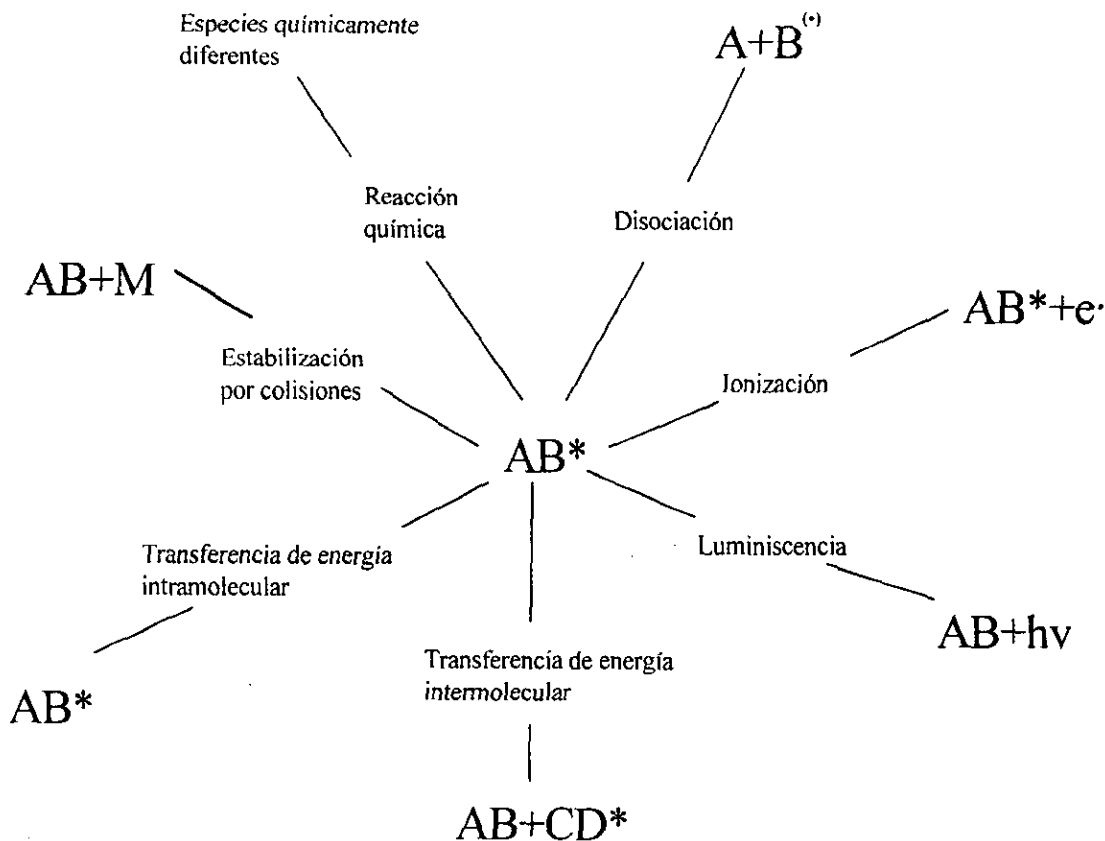 Especies químicamente
diferentes
A+B(•)
Reacción
química
Disociación
AB+M
AB*+e·
Estabilización
por colisiones
Ionización
AB*
Transferencia de energía
intramolecular
Luminiscencia
AB+hν
Transferencia de energía
intermolecular
AB*
AB+CD*